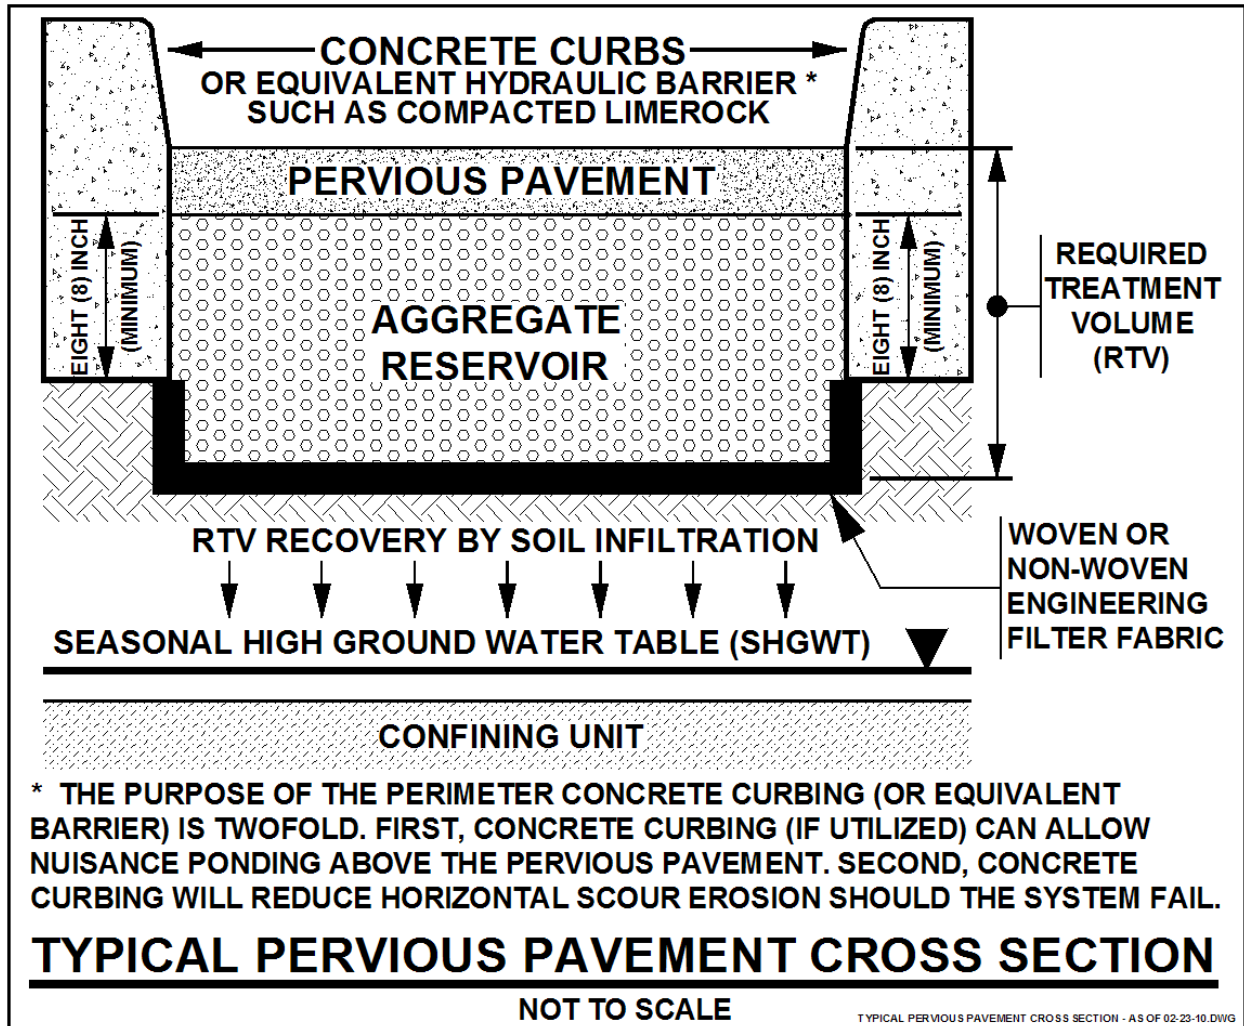 CONCRETE CURBS
OR EQUIVALENT HYDRAULIC BARRIER *
SUCH AS COMPACTED LIMEROCK
PERVIOUS PAVEMENT
EIGHT (8) INCH
(MINIMUM)
AGGREGATE
RESERVOIR
EIGHT (8) INCH
(MINIMUM)
REQUIRED
TREATMENT
VOLUME
(RTV)
RTV RECOVERY BY SOIL INFILTRATION
WOVEN OR
NON-WOVEN
ENGINEERING
FILTER FABRIC
SEASONAL HIGH GROUND WATER TABLE (SHGWT)
CONFINING UNIT
* THE PURPOSE OF THE PERIMETER CONCRETE CURBING (OR EQUIVALENT
BARRIER) IS TWOFOLD. FIRST, CONCRETE CURBING (IF UTILIZED) CAN ALLOW
NUISANCE PONDING ABOVE THE PERVIOUS PAVEMENT. SECOND, CONCRETE
CURBING WILL REDUCE HORIZONTAL SCOUR EROSION SHOULD THE SYSTEM FAIL.
TYPICAL PERVIOUS PAVEMENT CROSS SECTION
NOT TO SCALE
TYPICAL PERVIOUS PAVEMENT CROSS SECTION - AS OF 02-23-10.DWG